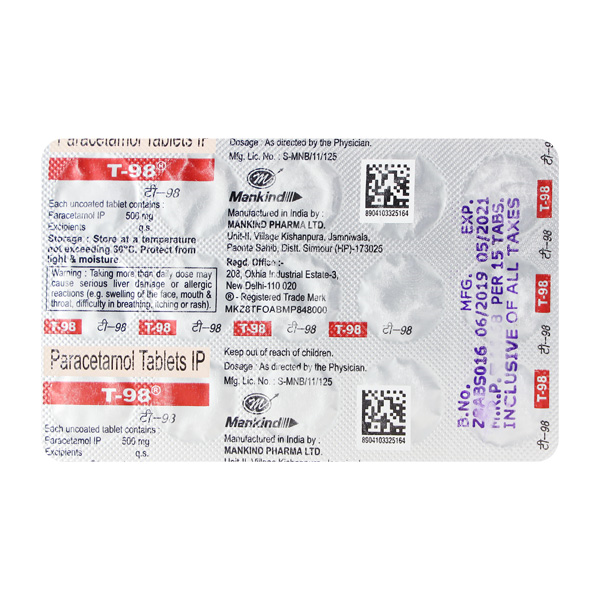 Paracetamol Tablets IP
T-98®
टी-98
Each uncoated tablet contains :
Paracetamol IP 500 mg
Excipients q.s.
Storage : Store at a temperature
not exceeding 30°C. Protect from
light & moisture
Warning : Taking more than daily dose may
cause serious liver damage or allergic
reactions (e.g. swelling of the face, mouth &
throat, difficulty in breathing, itching or rash).
Dosage : As directed by the Physician.
Mfg. Lic. No. : S-MNB/11/125
Mankind
Manufactured in India by :
MANKIND PHARMA LTD.
Unit-II, Village Kishanpura, Jamniwala,
Paonta Sahib, Distt. Sirmour (HP)-173025
Regd. Office :-
208, Okhla Industrial Estate-3,
New Delhi-110 020
® - Registered Trade Mark
MKZ8TFOABMP848000
8904103325164
T-98 टी-98 T-98 टी-98 T-98 टी-98 T-98 टी-98
Paracetamol Tablets IP
T-98®
टी-98
Each uncoated tablet contains :
Paracetamol IP 500 mg
Excipients q.s.
Keep out of reach of children.
Dosage : As directed by the Physician.
Mfg. Lic. No. : S-MNB/11/125
Mankind
Manufactured in India by :
MANKIND PHARMA LTD.
8904103325164
B.No. MFG. EXP.
06/2019 05/2021
PER 15 TABS.
INCLUSIVE OF ALL TAXES
टी-98
T-98
टी-98
T-98
टी-98
T-98
टी-98